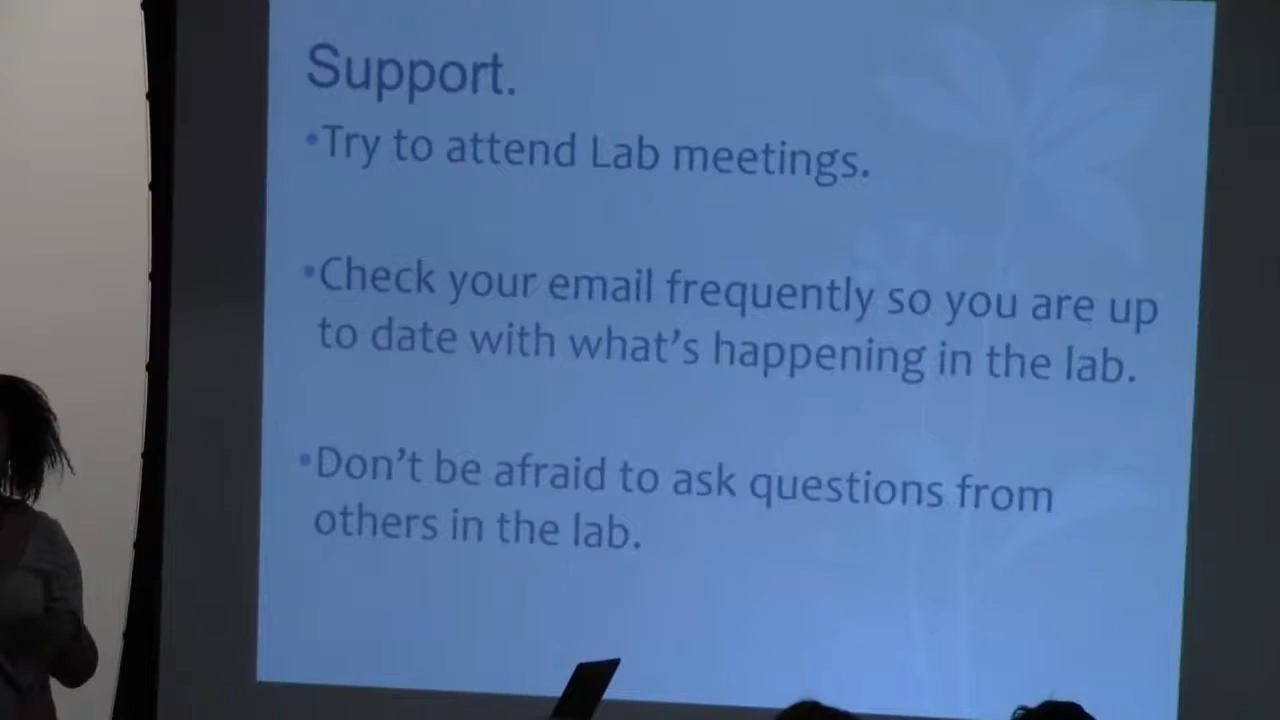 Support.
•Try to attend Lab meetings.
•Check your email frequently so you are up
to date with what's happening in the lab.
•Don't be afraid to ask questions from
others in the lab.